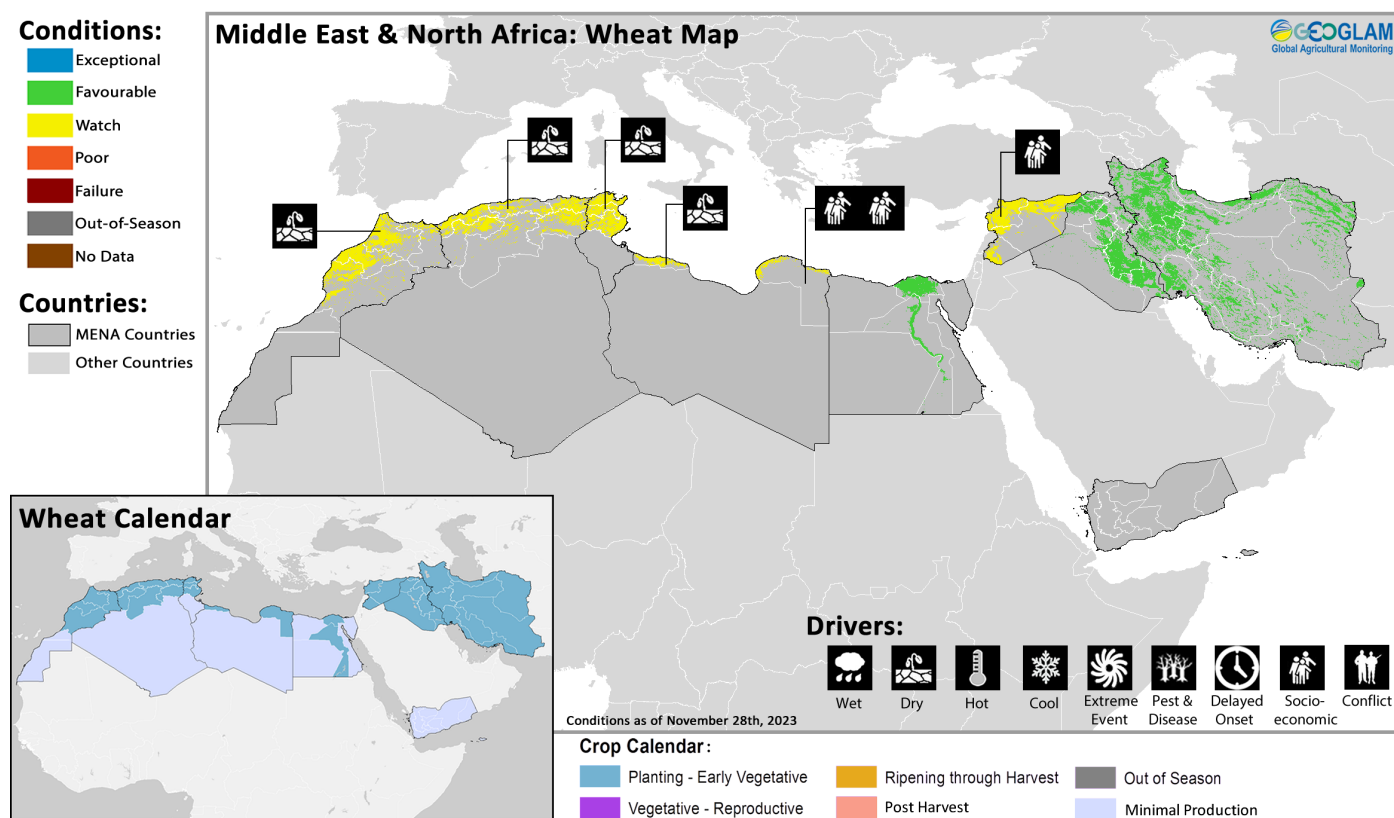 Conditions:
Exceptional
Favourable
Watch
Poor
Failure
Out-of-Season
No Data
Countries:
MENA Countries
Other Countries
Middle East & North Africa: Wheat Map
GEOGLAM
Global Agricultural Monitoring
Wheat Calendar
Drivers:
Wet
Dry
Hot
Cool
Extreme
Event
Pest &
Disease
Delayed
Onset
Socio-
economic
Conflict
Conditions as of November 28th, 2023
Crop Calendar:
Planting - Early Vegetative
Ripening through Harvest
Out of Season
Vegetative - Reproductive
Post Harvest
Minimal Production